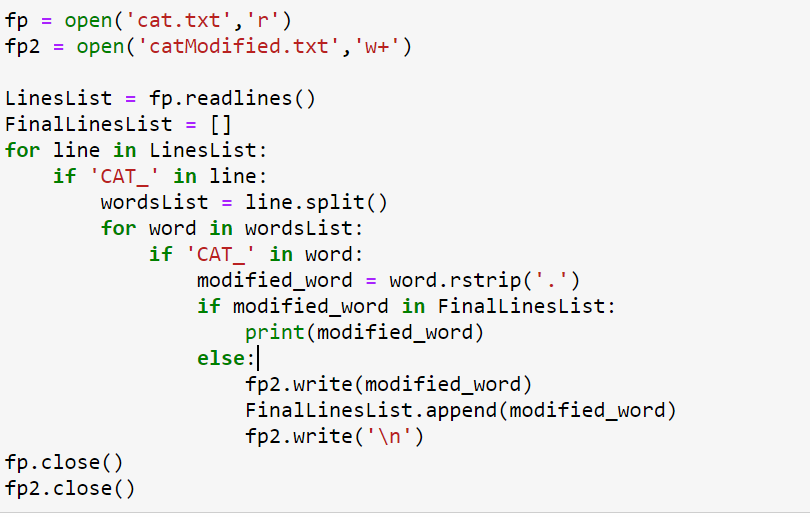 fp = open('cat.txt','r')
fp2 = open('catModified.txt','w+')

LinesList = fp.readlines()
FinalLinesList = []
for line in LinesList:
    if 'CAT_' in line:
        wordsList = line.split()
        for word in wordsList:
            if 'CAT_' in word:
                modified_word = word.rstrip('.')
                if modified_word in FinalLinesList:
                    print(modified_word)
                else:
                    fp2.write(modified_word)
                    FinalLinesList.append(modified_word)
                    fp2.write('\n')
fp.close()
fp2.close()